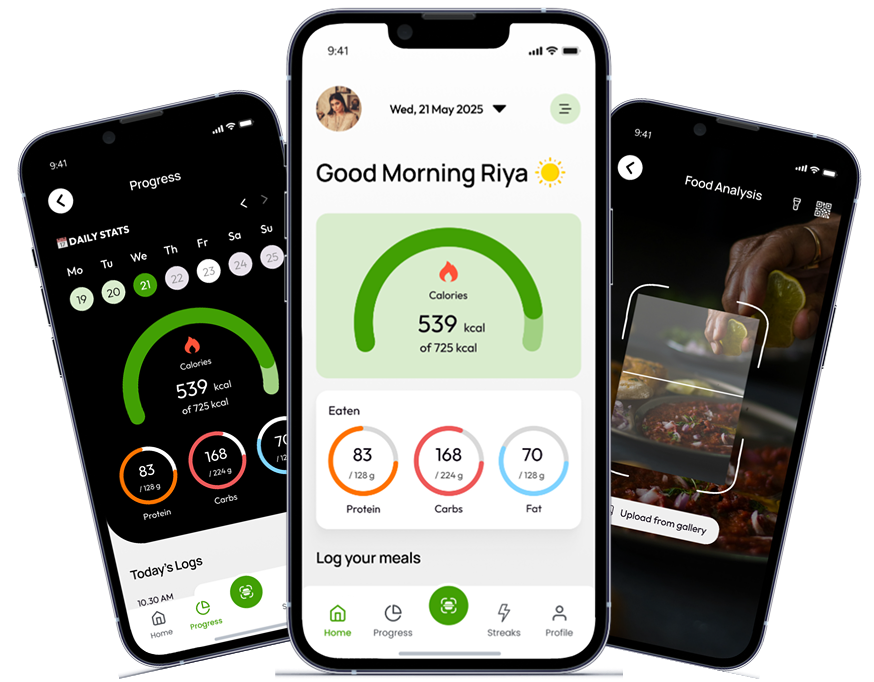 9:41
Progress
DAILY STATS
Mo Tu We Th Fr Sa Su
19 20 21 22 23 24 25
Calories
539 kcal
of 725 kcal
83 168 70
/ 128 g / 224 g
Protein Carbs
Today's Logs
10.30 AM
Home Progress
9:41
Wed, 21 May 2025
Good Morning Riya
Calories
539 kcal
of 725 kcal
Eaten
83 168 70
/ 128 g / 224 g / 128 g
Protein Carbs Fat
Log your meals
Home Progress Streaks Profile
9:41
Food Analysis
Upload from gallery